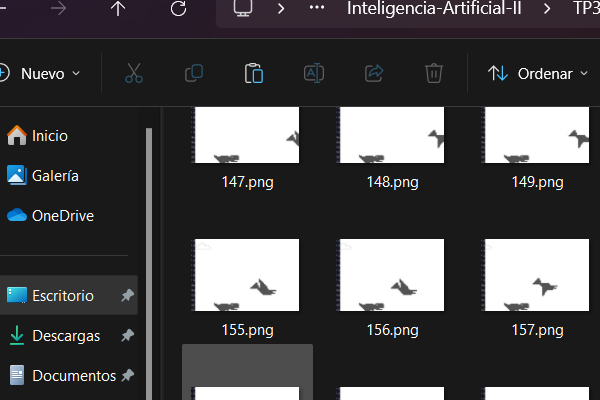 Inteligencia-Artificial-II
TP3
Nuevo
Ordenar
Inicio
Galería
OneDrive
Escritorio
Descargas
Documentos
147.png
148.png
149.png
155.png
156.png
157.png